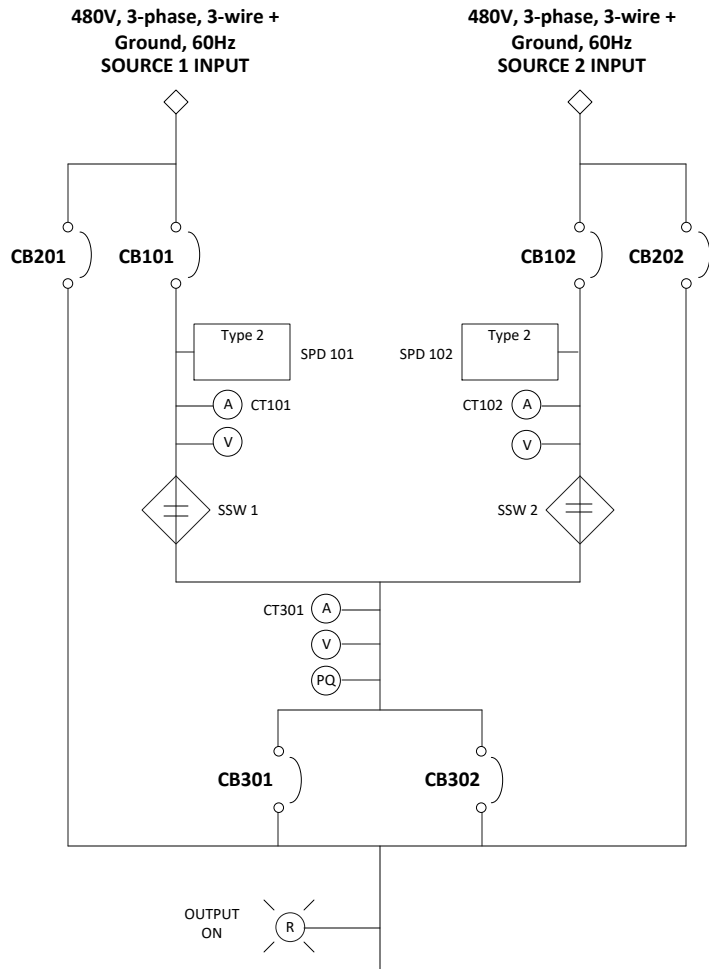 480V, 3-phase, 3-wire +
Ground, 60Hz
SOURCE 1 INPUT
480V, 3-phase, 3-wire +
Ground, 60Hz
SOURCE 2 INPUT
CB201
CB101
CB102
CB202
Type 2
SPD 101
SPD 102
Type 2
A
CT101
CT102
A
V
V
SSW 1
SSW 2
CT301
A
V
PQ
CB301
CB302
OUTPUT
ON
R